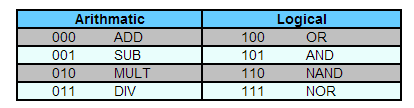 Arithmatic Logical
000 ADD 100 OR
001 SUB 101 AND
010 MULT 110 NAND
011 DIV 111 NOR